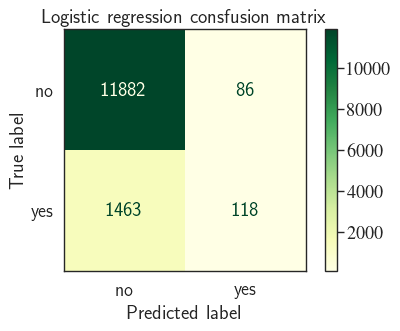 Logistic regression consfusion matrix
True label
no
11882
86
yes
1463
118
no
yes
Predicted label
10000
8000
6000
4000
2000